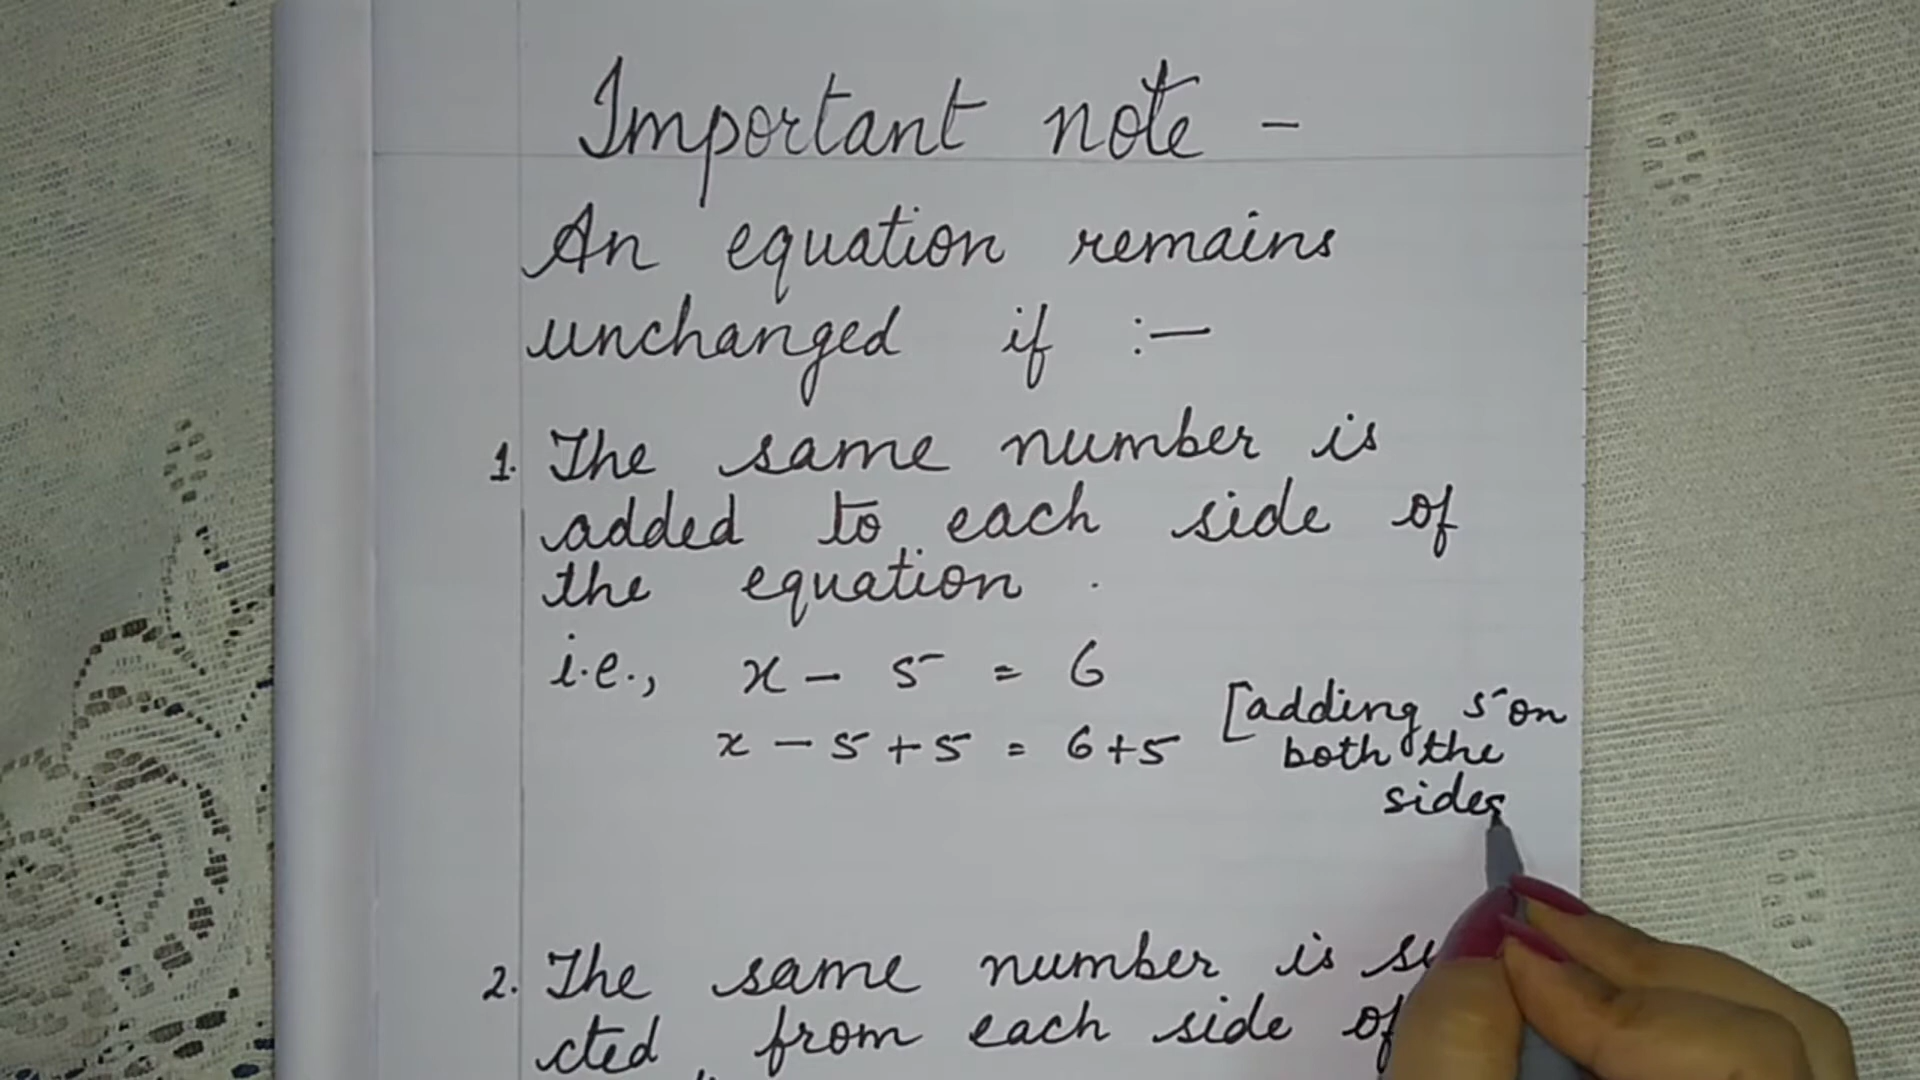 Important note -
An equation remains
unchanged if :-
1. The same number is
added to each side of
the equation.
i.e., x - 5 = 6
x - 5 + 5 = 6 + 5 [adding 5 on
both the
sides
2. The same number is
cted from each side of